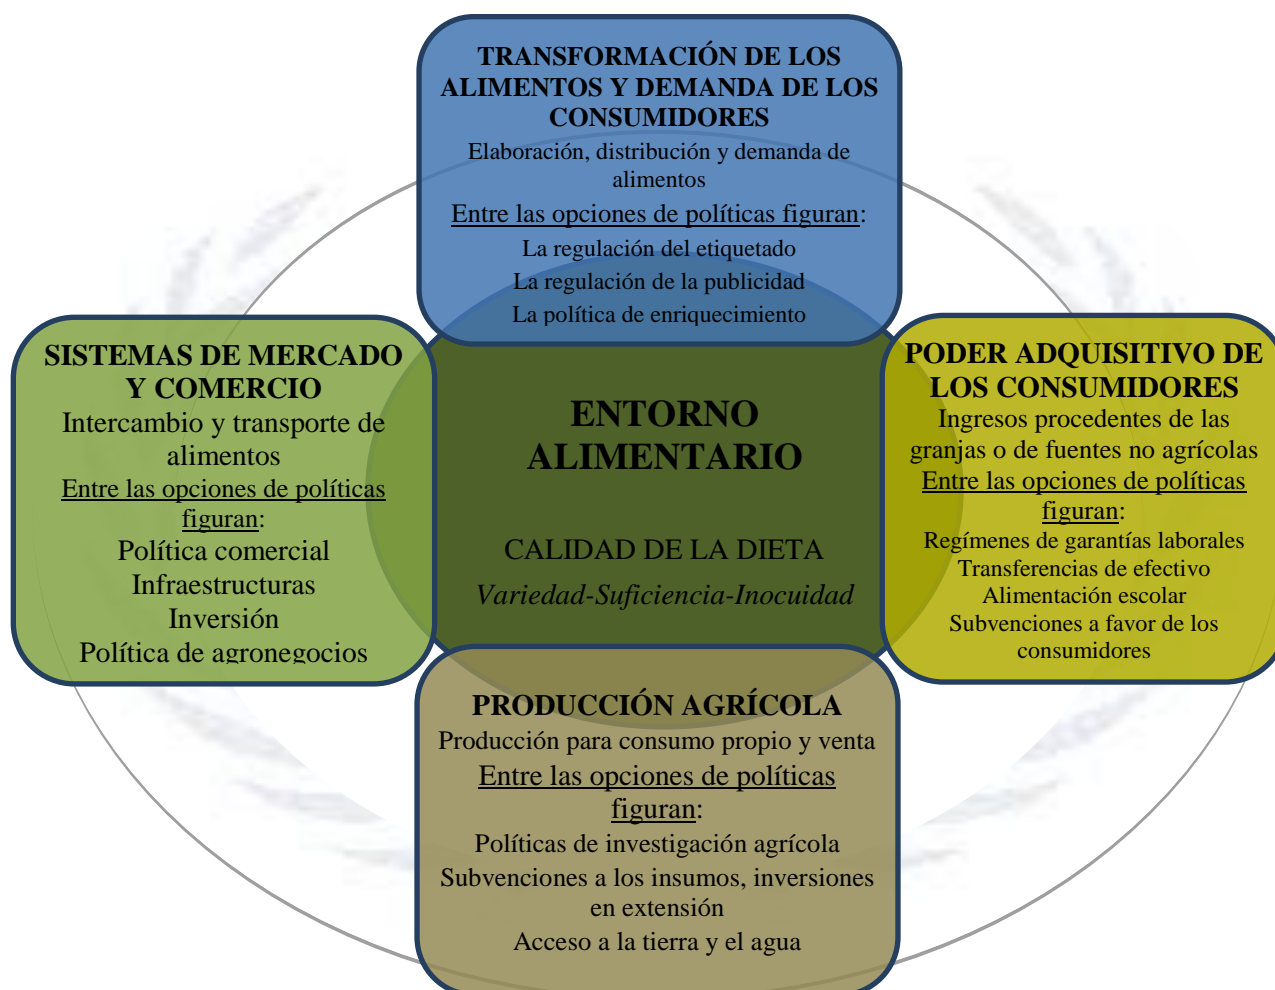 TRANSFORMACIÓN DE LOS
ALIMENTOS Y DEMANDA DE LOS
CONSUMIDORES
Elaboración, distribución y demanda de
alimentos
Entre las opciones de políticas figuran:
La regulación del etiquetado
La regulación de la publicidad
La política de enriquecimiento
SISTEMAS DE MERCADO
Y COMERCIO
Intercambio y transporte de
alimentos
Entre las opciones de políticas
figuran:
Política comercial
Infraestructuras
Inversión
Política de agronegocios
ENTORNO
ALIMENTARIO
CALIDAD DE LA DIETA
Variedad-Suficiencia-Inocuidad
PODER ADQUISITIVO DE
LOS CONSUMIDORES
Ingresos procedentes de las
granjas o de fuentes no agrícolas
Entre las opciones de políticas
figuran:
Regímenes de garantías laborales
Transferencias de efectivo
Alimentación escolar
Subvenciones a favor de los
consumidores
PRODUCCIÓN AGRÍCOLA
Producción para consumo propio y venta
Entre las opciones de políticas
figuran:
Políticas de investigación agrícola
Subvenciones a los insumos, inversiones
en extensión
Acceso a la tierra y el agua